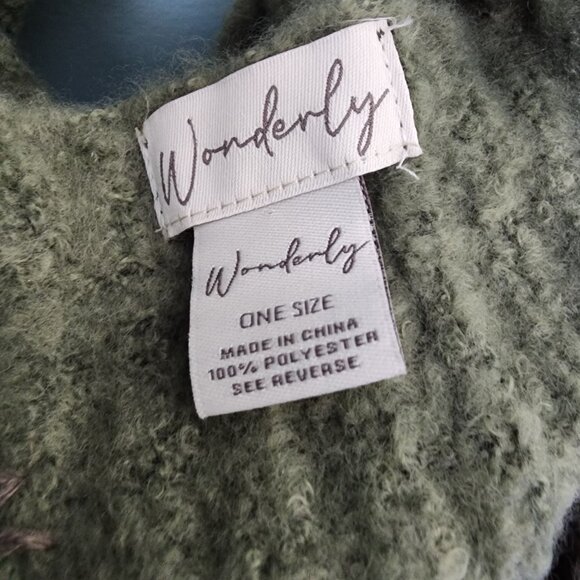 Wonderly
Wonderly
ONE SIZE
MADE IN CHINA
100% POLYESTER
SEE REVERSE